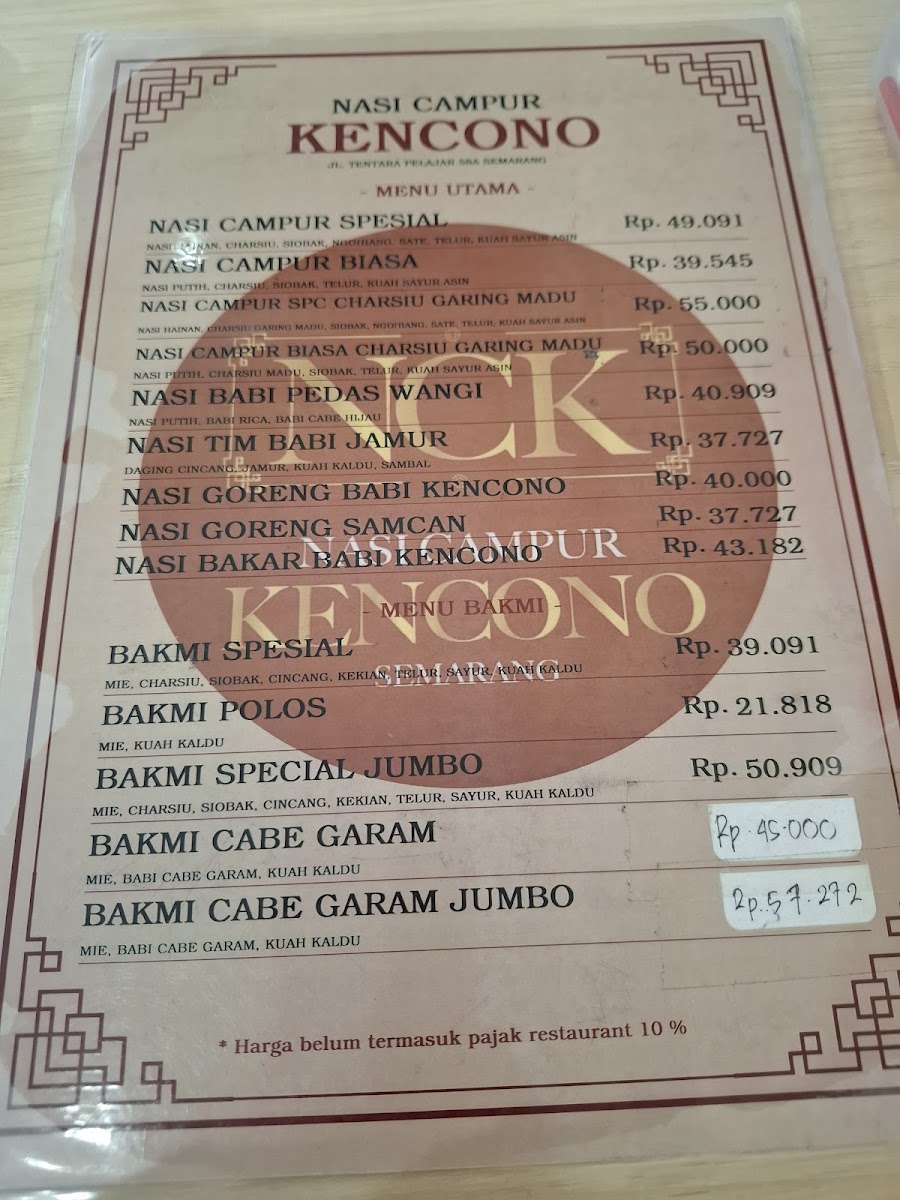 NASI CAMPUR
KENCONO
JL. TENTARA PELAJAR 58A SEMARANG
- MENU UTAMA -
NASI CAMPUR SPESIAL Rp. 49.091
NASI HAINAN, CHARSIU, SIOBAK, NGOHIANG, SATE, TELUR, KUAH SAYUR ASIN
NASI CAMPUR BIASA Rp. 39.545
NASI PUTIH, CHARSIU, SIOBAK, TELUR, KUAH SAYUR ASIN
NASI CAMPUR SPC CHARSIU GARING MADU Rp. 55.000
NASI HAINAN, CHARSIU GARING MADU, SIOBAK, NGOHIANG, SATE, TELUR, KUAH SAYUR ASIN
NASI CAMPUR BIASA CHARSIU GARING MADU Rp. 50.000
NASI PUTIH, CHARSIU MADU, SIOBAK, TELUR, KUAH SAYUR ASIN
NCK
NASI BABI PEDAS WANGI Rp. 40.909
NASI PUTIH, BABI RICA, BABI CABE HIJAU
NASI TIM BABI JAMUR Rp. 37.727
DAGING CINCANG, JAMUR, KUAH KALDU, SAMBAL
NASI GORENG BABI KENCONO Rp. 40.000
NASI GORENG SAMCAN Rp. 37.727
NASI BAKAR BABI KENCONO Rp. 43.182
NASI CAMPUR
KENCONO
SEMARANG
- MENU BAKMI -
BAKMI SPESIAL Rp. 39.091
MIE, CHARSIU, SIOBAK, CINCANG, KEKIAN, TELUR, SAYUR, KUAH KALDU
BAKMI POLOS Rp. 21.818
MIE, KUAH KALDU
BAKMI SPECIAL JUMBO Rp. 50.909
MIE, CHARSIU, SIOBAK, CINCANG, KEKIAN, TELUR, SAYUR, KUAH KALDU
BAKMI CABE GARAM Rp. 45.000
MIE, BABI CABE GARAM, KUAH KALDU
BAKMI CABE GARAM JUMBO Rp. 57.272
MIE, BABI CABE GARAM, KUAH KALDU
* Harga belum termasuk pajak restaurant 10 %